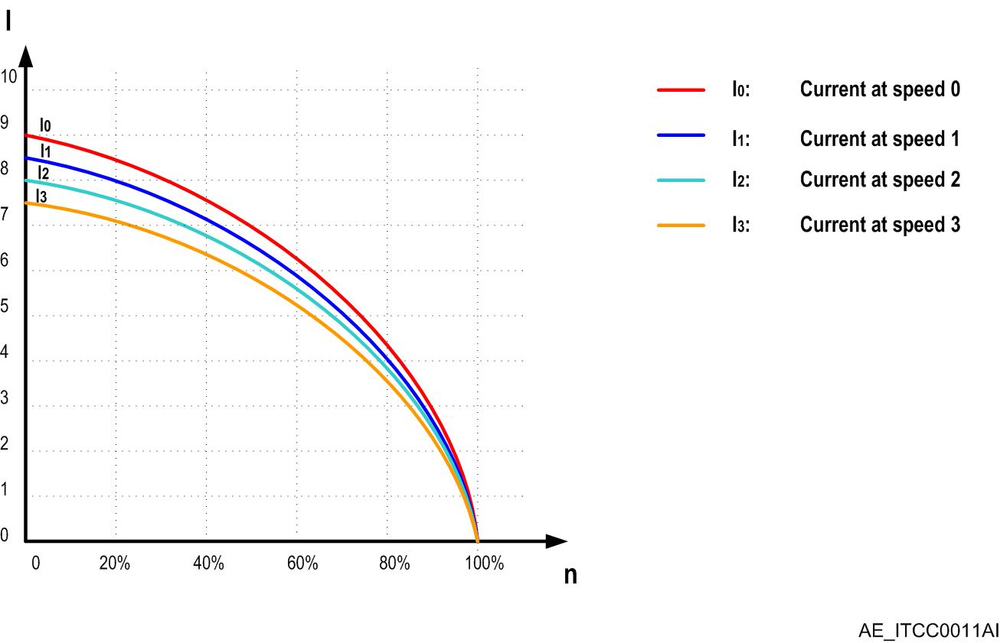 I
10
9
8
7
6
5
4
3
2
1
0
I0
I1
I2
I3
0 20% 40% 60% 80% 100%
n
I0: Current at speed 0
I1: Current at speed 1
I2: Current at speed 2
I3: Current at speed 3
AE_ITCC0011AI